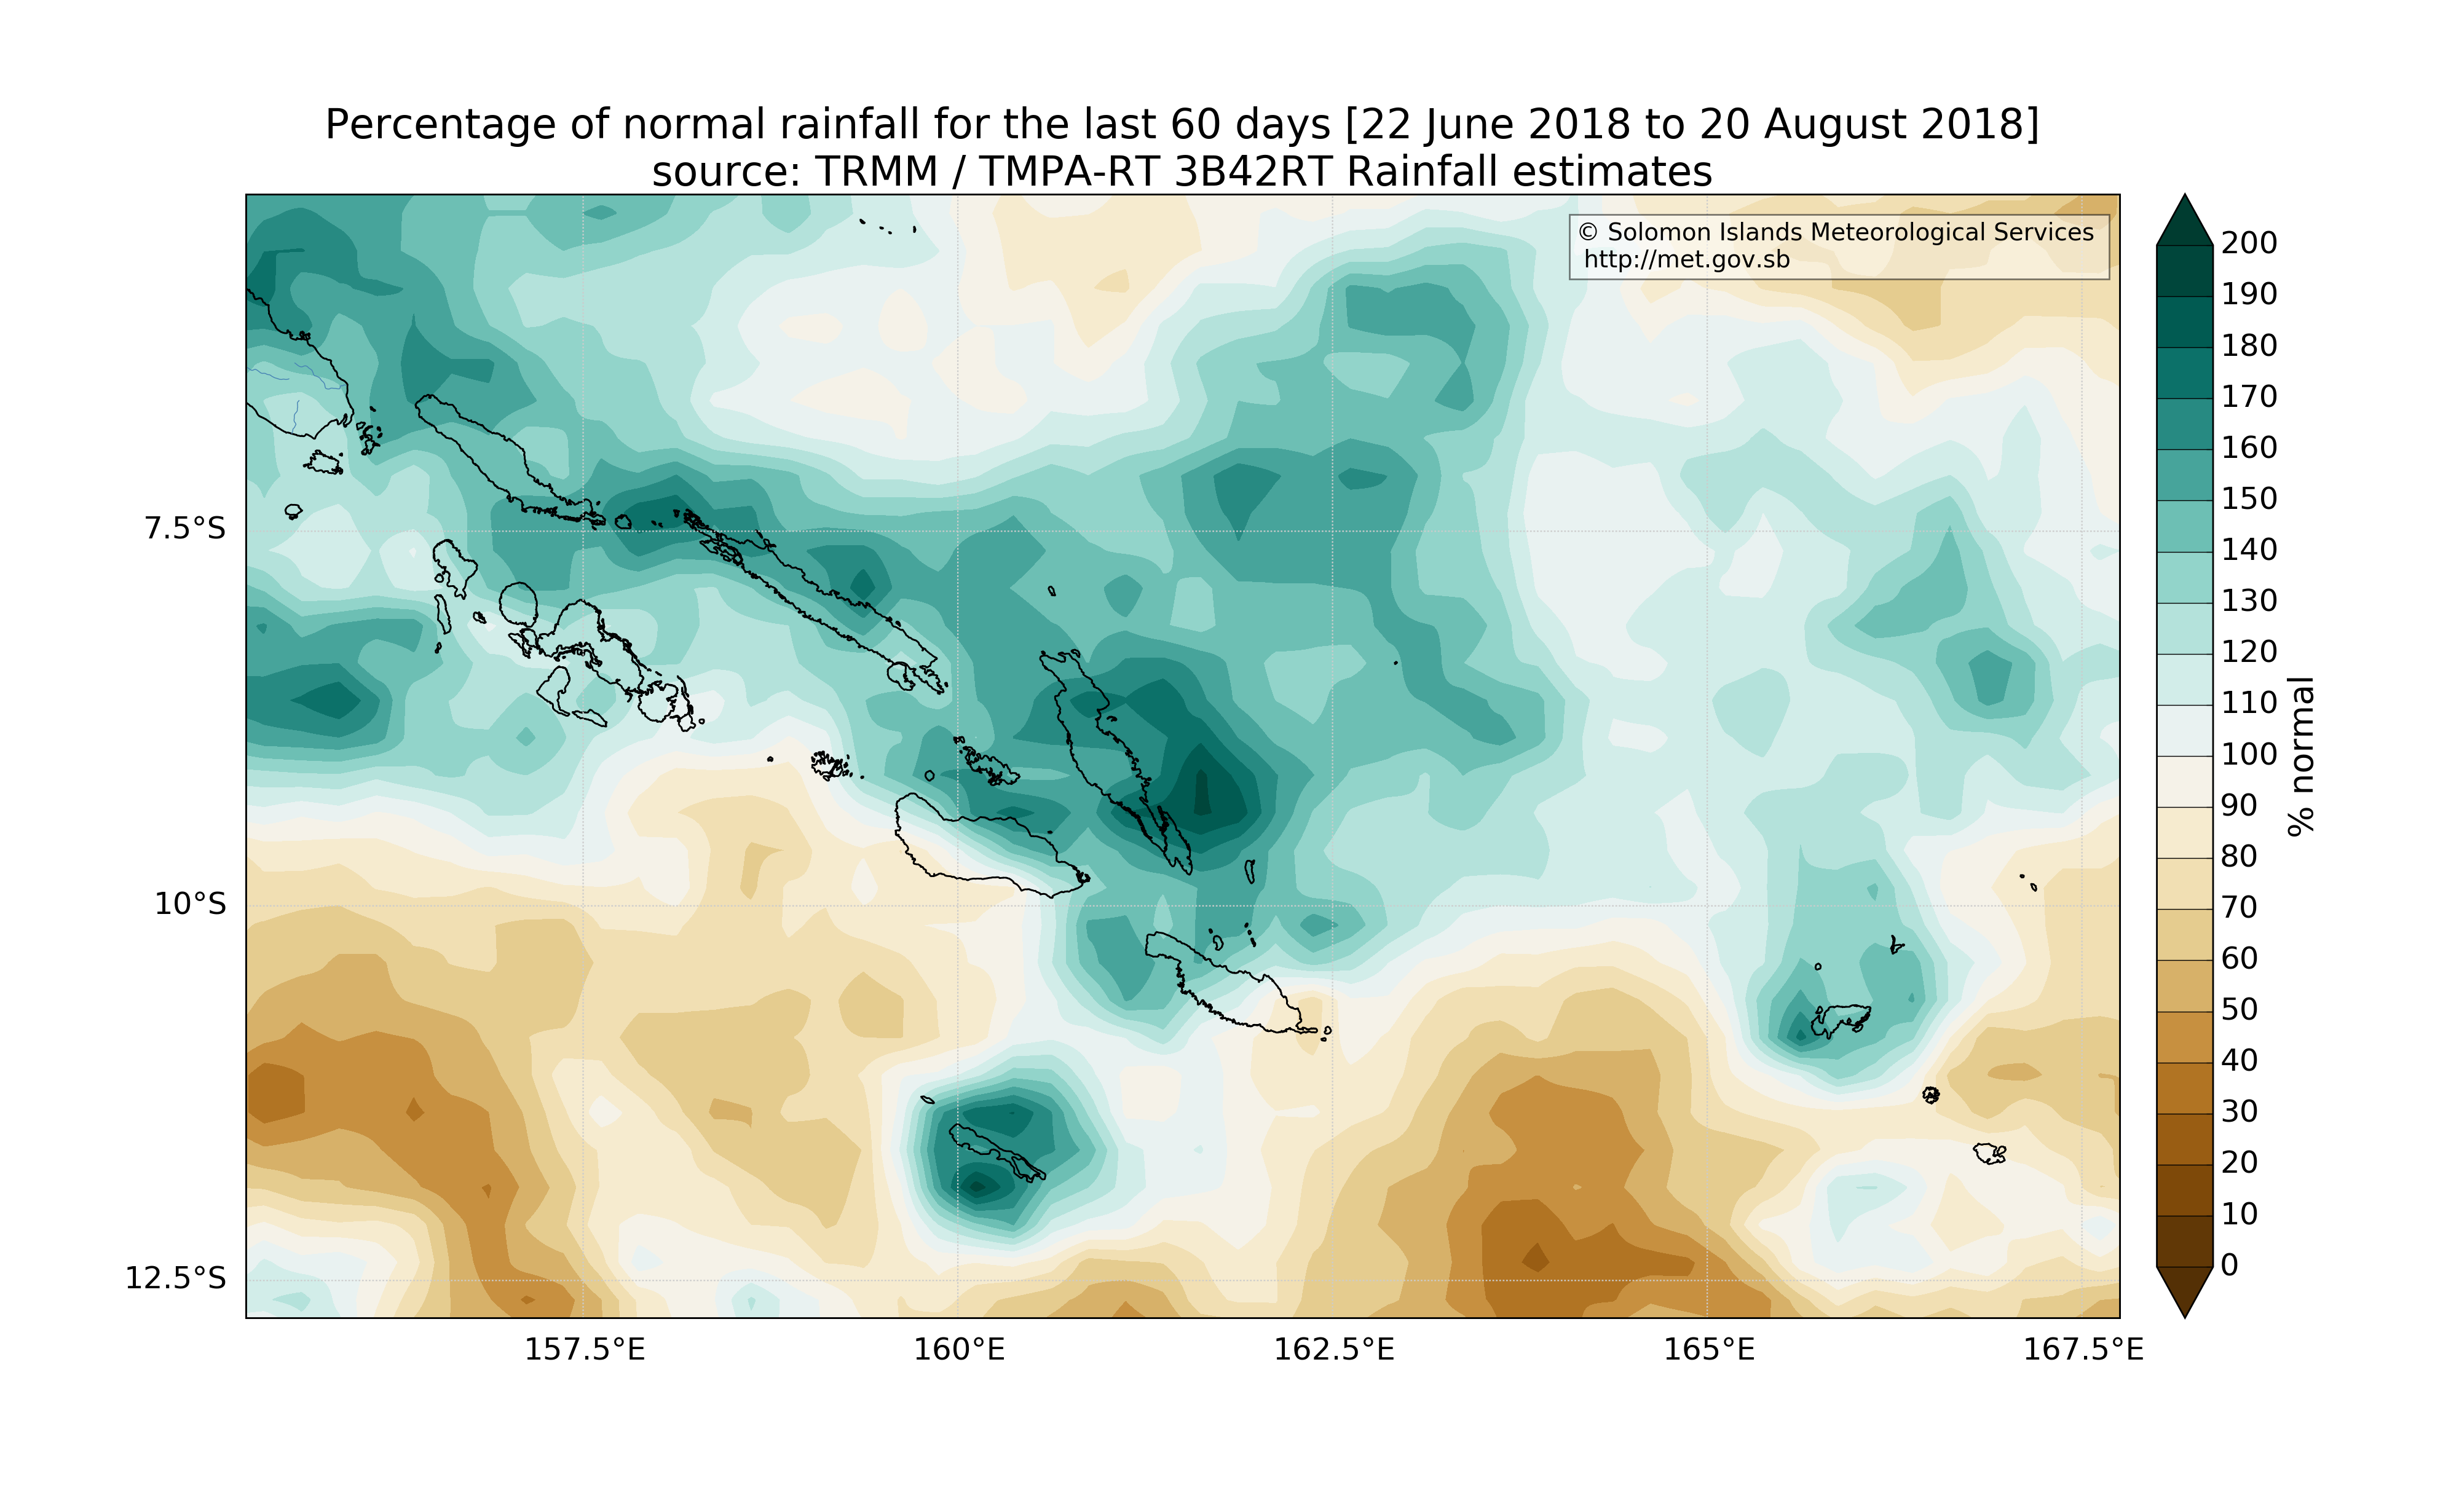 Percentage of normal rainfall for the last 60 days [22 June 2018 to 20 August 2018]
source: TRMM / TMPA-RT 3B42RT Rainfall estimates
© Solomon Islands Meteorological Services
http://met.gov.sb
7.5°S
10°S
12.5°S
157.5°E
160°E
162.5°E
165°E
167.5°E
200
190
180
170
160
150
140
130
120
110
100
90
80
70
60
50
40
30
20
10
0
% normal